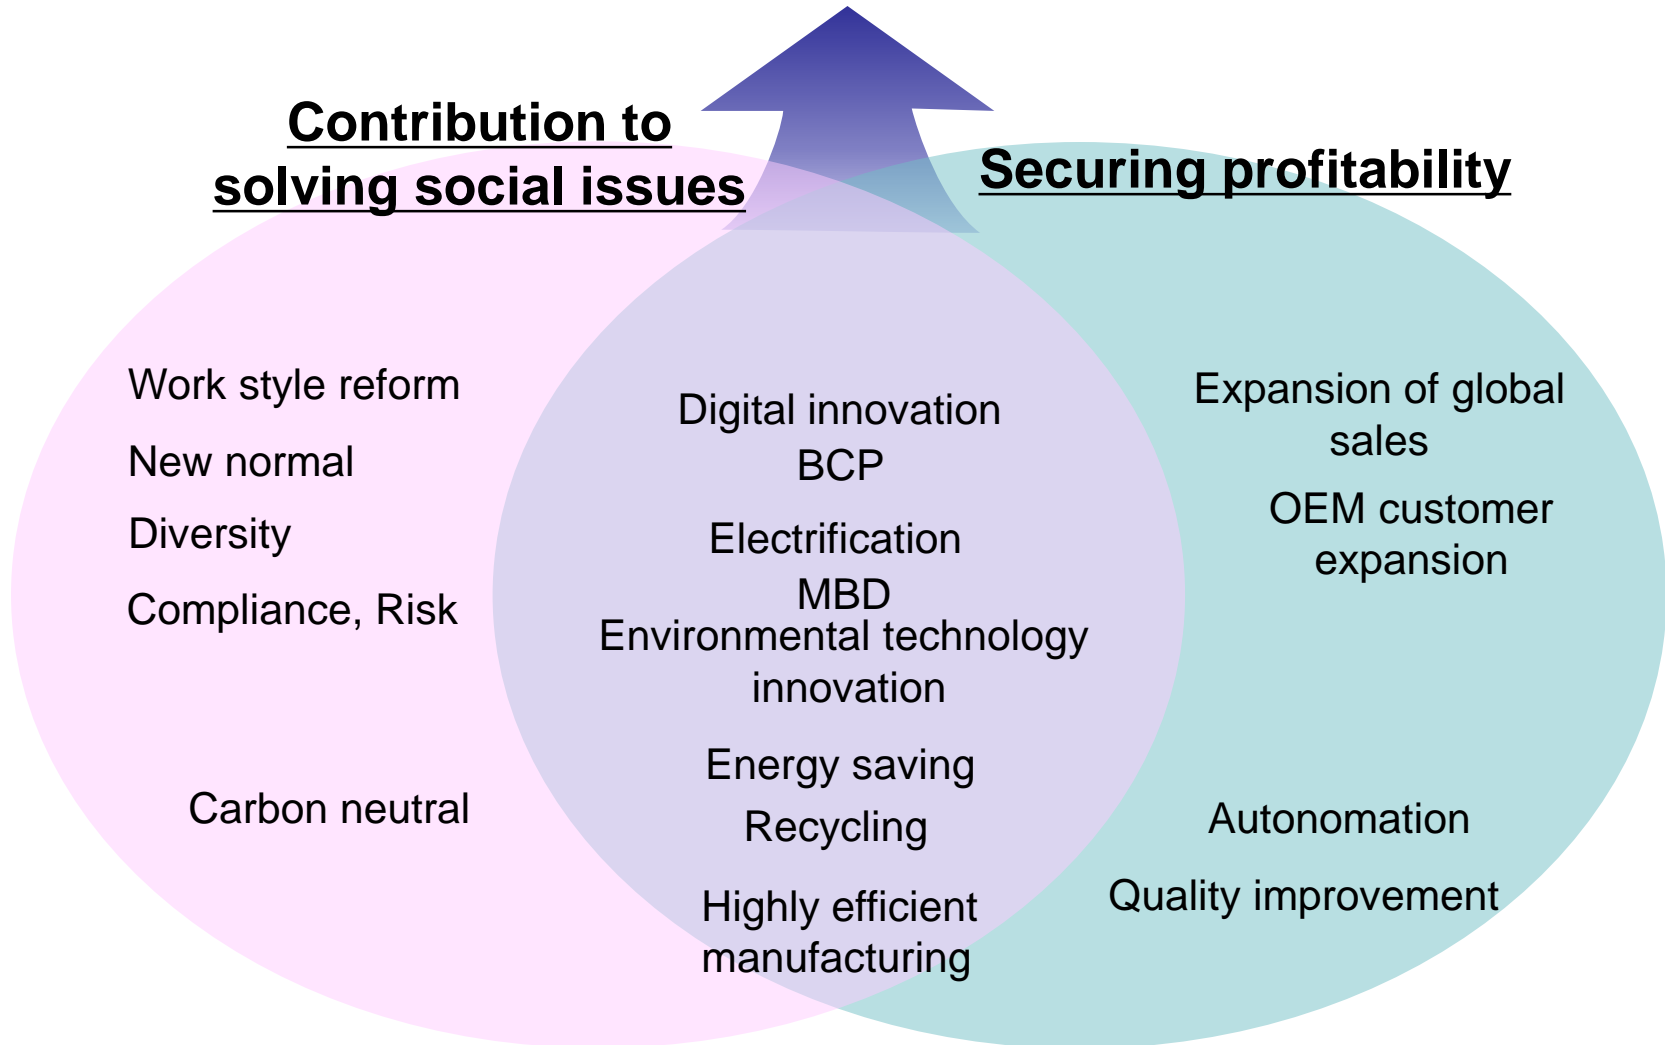 Contribution to
solving social issues
Securing profitability
Work style reform
New normal
Diversity
Compliance, Risk
Carbon neutral
Digital innovation
BCP
Electrification
MBD
Environmental technology
innovation
Energy saving
Recycling
Highly efficient
manufacturing
Expansion of global
sales
OEM customer
expansion
Autonomation
Quality improvement